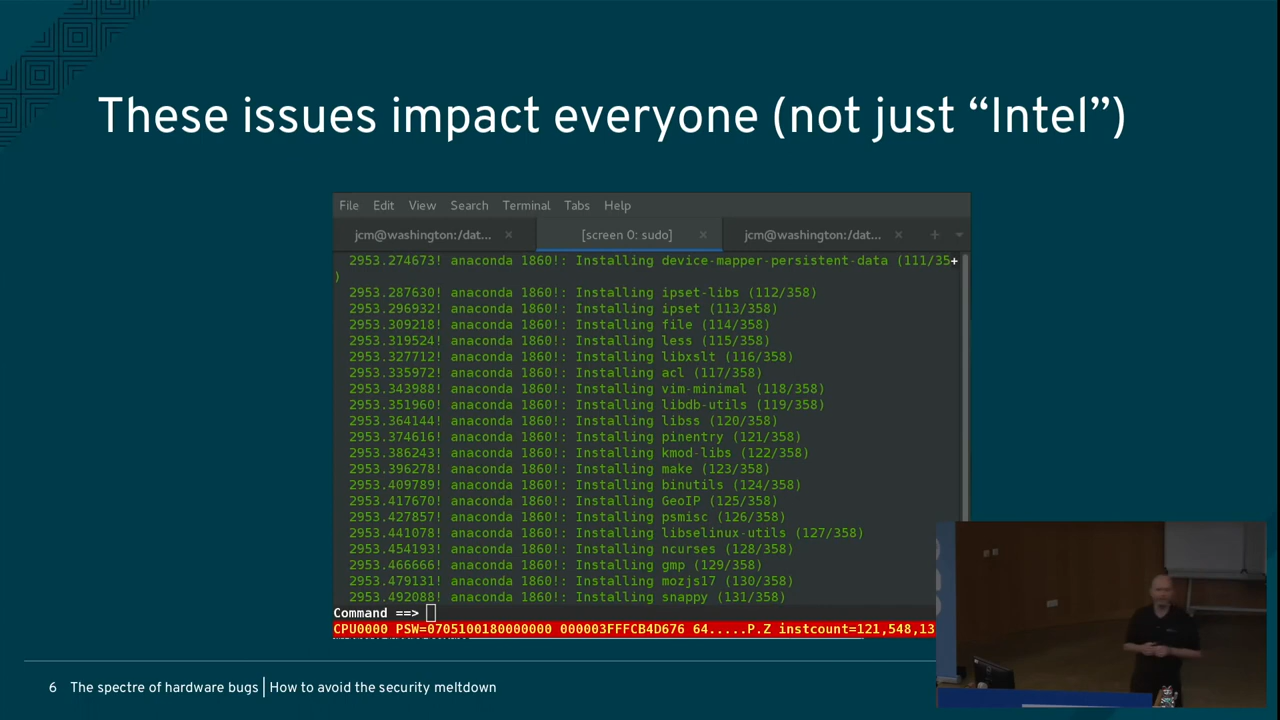 These issues impact everyone (not just “Intel”)
File Edit View Search Terminal Tabs Help
jcm@washington:/dat... × [screen 0: sudo] × jcm@washington:/dat... × +
2953.274673! anaconda 1860!: Installing device-mapper-persistent-data (111/35+
)
2953.287630! anaconda 1860!: Installing ipset-libs (112/358)
2953.296932! anaconda 1860!: Installing ipset (113/358)
2953.309218! anaconda 1860!: Installing file (114/358)
2953.319524! anaconda 1860!: Installing less (115/358)
2953.327712! anaconda 1860!: Installing libxslt (116/358)
2953.335972! anaconda 1860!: Installing acl (117/358)
2953.343988! anaconda 1860!: Installing vim-minimal (118/358)
2953.351960! anaconda 1860!: Installing libdb-utils (119/358)
2953.364144! anaconda 1860!: Installing libss (120/358)
2953.374616! anaconda 1860!: Installing pinentry (121/358)
2953.386243! anaconda 1860!: Installing kmod-libs (122/358)
2953.396278! anaconda 1860!: Installing make (123/358)
2953.409789! anaconda 1860!: Installing binutils (124/358)
2953.417670! anaconda 1860!: Installing GeoIP (125/358)
2953.427857! anaconda 1860!: Installing psmisc (126/358)
2953.441078! anaconda 1860!: Installing libselinux-utils (127/358)
2953.454193! anaconda 1860!: Installing ncurses (128/358)
2953.466666! anaconda 1860!: Installing gmp (129/358)
2953.479131! anaconda 1860!: Installing mozjs17 (130/358)
2953.492088! anaconda 1860!: Installing snappy (131/358)
Command ==>
CPU0000 PSW=0705100180000000 000003FFFCB4D676 64.....P.Z instcount=121,548,13
6 The spectre of hardware bugs | How to avoid the security meltdown